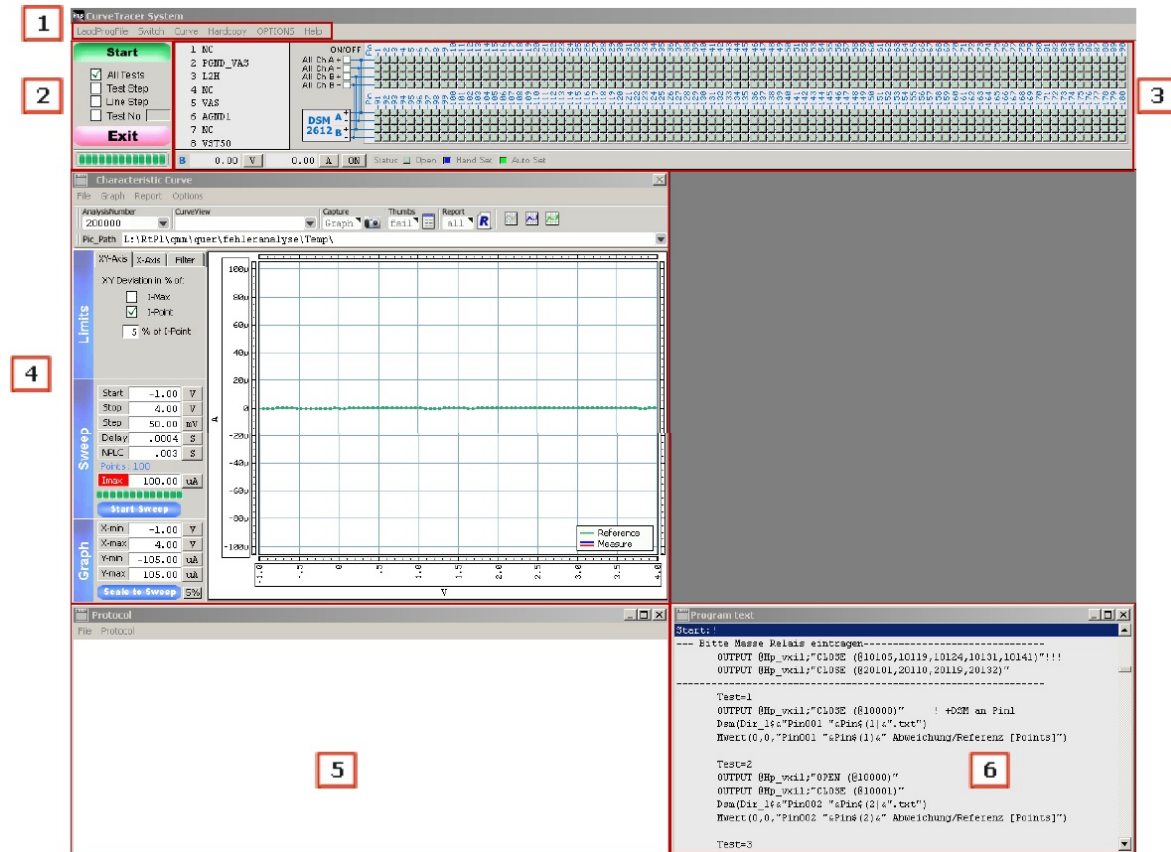 CurveTracer System
1
LoadProgFile Switch Curve Hardcopy OPTIONS Help
2
Start
All Tests
Test Step
Line Step
Test No
Exit
1 NC
2 PGND_VAS
3 L2H
4 NC
5 VAS
6 AGND1
7 NC
8 VST50
ON/OFF
All Ch A +
All Ch A -
All Ch B +
All Ch B -
DSM 2612
A +
B -
Pin
Pin
3
B 0.00 V 0.00 A ON Status Open Hand Set Auto Set
Characteristic Curve
File Graph Report Options
AnalysisNumber CurveView Capture Thumbs Report
200000 Graph fail all R
Pic_Path L:\RtP1\qmm\quer\fehleranalyse\Temp\
4
Limits
XY-Axis X-Axis Filter
XY Deviation in % of:
I-Max
I-Point
5 % of I-Point
Sweep
Start -1.00 V
Stop 4.00 V
Step 50.00 mV
Delay .0004 S
NPLC .003 S
Points: 100
Imax 100.00 uA
Start Sweep
Graph
X-min -1.00 V
X-max 4.00 V
Y-min -105.00 uA
Y-max 105.00 uA
Scale to Sweep 5%
100u
80u
60u
40u
20u
0
-20u
-40u
-60u
-80u
-100u
A
Reference
Measure
-1.0 -.5 0 .5 1.0 1.5 2.0 2.5 3.0 3.5 4.0
V
Protocol
File Protocol
5
Program text
Start:!
--- Bitte Masse Relais eintragen-------------------------------
OUTPUT @Hp_vxi1;"CLOSE (@10105,10119,10124,10131,10141)"!!!
OUTPUT @Hp_vxi1;"CLOSE (@20101,20110,20119,20132)"
---------------------------------------------------------------
Test=1
OUTPUT @Hp_vxi1;"CLOSE (@10000)" ! +DSM an Pin1
Dsm(Dir_1$&"Pin001 "&Pin$(1)&".txt")
Mwert(0,0,"Pin001 "&Pin$(1)&" Abweichung/Referenz [Points]")
Test=2
OUTPUT @Hp_vxi1;"OPEN (@10000)"
OUTPUT @Hp_vxi1;"CLOSE (@10001)"
Dsm(Dir_1$&"Pin002 "&Pin$(2)&".txt")
Mwert(0,0,"Pin002 "&Pin$(2)&" Abweichung/Referenz [Points]")
Test=3
6